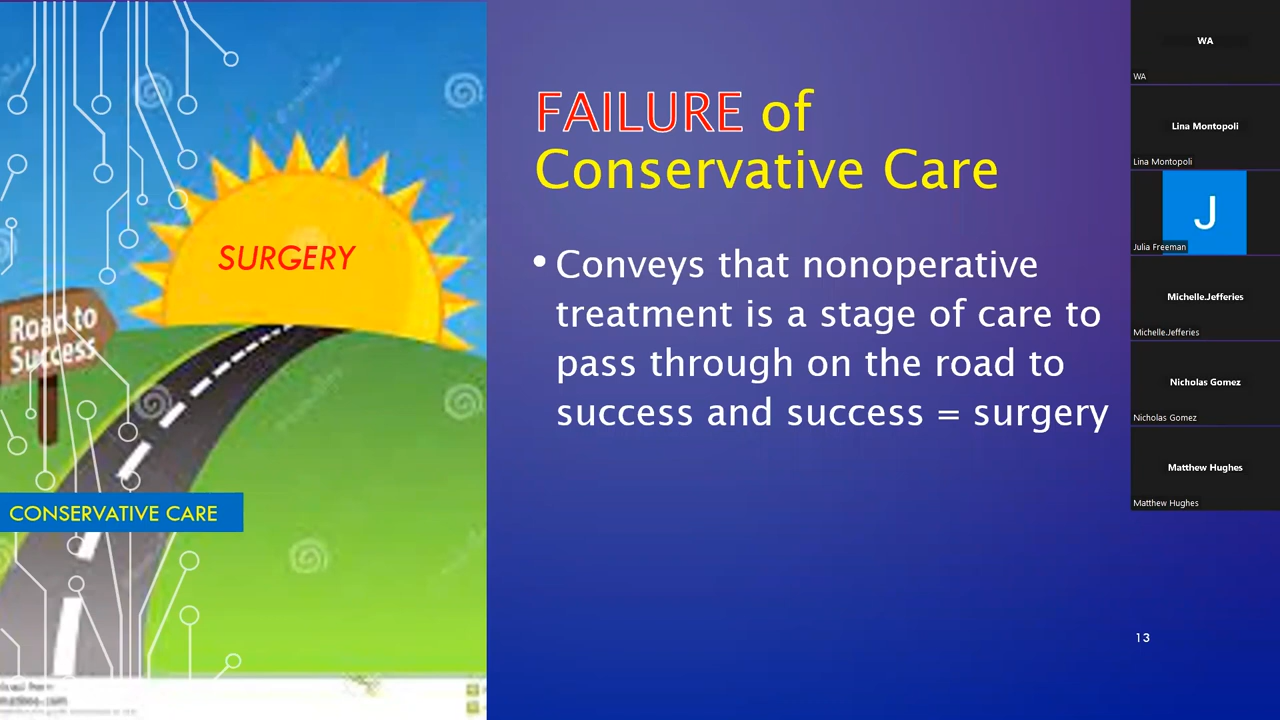 FAILURE of
Conservative Care
• Conveys that nonoperative
treatment is a stage of care to
pass through on the road to
success and success = surgery
SURGERY
Road to
Success
CONSERVATIVE CARE
13
WA
WA
Lina Montopoli
Lina Montopoli
J
Julia Freeman
Michelle.Jefferies
Michelle.Jefferies
Nicholas Gomez
Nicholas Gomez
Matthew Hughes
Matthew Hughes